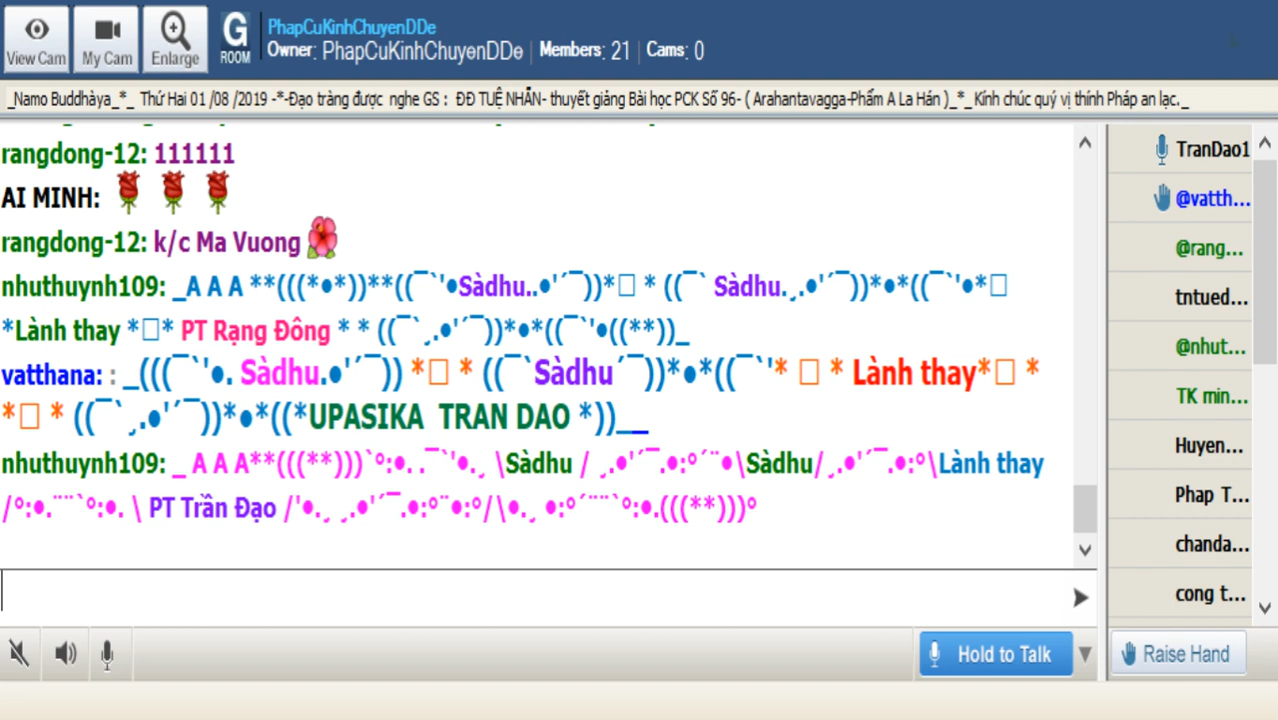 View Cam
My Cam
Enlarge
G
ROOM
PhapCuKinhChuyenDDe
Owner: PhapCuKinhChuyenDDe | Members: 21 | Cams: 0
_Namo Buddhàya_*_ Thứ Hai 01 /08 /2019 -*-Đạo tràng được nghe GS : ĐĐ TUỆ NHẪN- thuyết giảng Bài học PCK Số 96- ( Arahantavagga-Phẩm A La Hán )_*_ Kính chúc quý vị thính Pháp an lạc._
rangdong-12: 111111
AI MINH:
rangdong-12: k/c Ma Vuong
nhuthuynh109: _A A A **(((*•*))**((¯`'•Sàdhu..•'´¯))*□ * ((¯` Sàdhu.¸.•'´¯))*•*((¯`'•*□
*Lành thay *□* PT Rạng Đông * * ((¯`¸.•'´¯))*•*((¯`'•((**))_
vatthana: : _(((¯`'•. Sàdhu.•'´¯)) *□ * ((¯`Sàdhu´¯))*•*((¯`'* □ * Lành thay*□ *
*□ * ((¯`¸.•'´¯))*•*((*UPASIKA TRAN DAO *))__
nhuthuynh109: _ A A A**(((**)))`°:•. .¯`'•.¸ \Sàdhu / ¸.•'´¯.•:°´¨•\Sàdhu/¸.•'´¯.•:°\Lành thay
/°:•.¨¨`°:•. \ PT Trần Đạo /'•.¸ ¸.•'´¯.•:°¨•:°/\•.¸ •:°´¨¨`°:•.(((**)))°
TranDao1
@vatth...
@rang...
tntued...
@nhut...
TK min...
Huyen...
Phap T...
chanda...
cong t...
Hold to Talk
Raise Hand